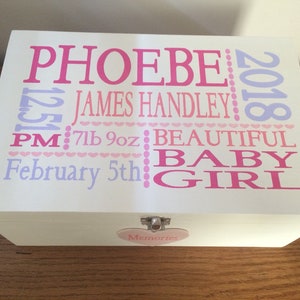 PHOEBE
2018
JAMES HANDLEY
12:51
PM
7lb 9oz
BEAUTIFUL
BABY
GIRL
February 5th
Memories